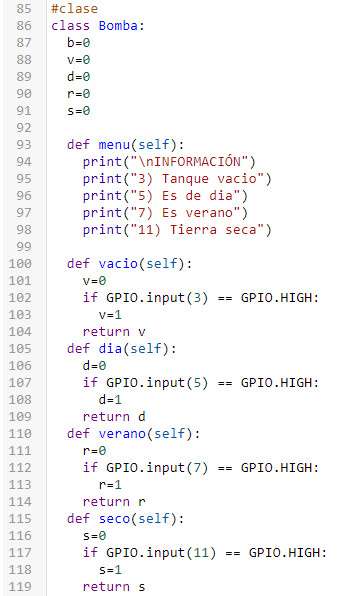 85 #clase
86 class Bomba:
87   b=0
88   v=0
89   d=0
90   r=0
91   s=0
92
93   def menu(self):
94     print("\nINFORMACIÓN")
95     print("3) Tanque vacio")
96     print("5) Es de dia")
97     print("7) Es verano")
98     print("11) Tierra seca")
99
100   def vacio(self):
101     v=0
102     if GPIO.input(3) == GPIO.HIGH:
103       v=1
104     return v
105   def dia(self):
106     d=0
107     if GPIO.input(5) == GPIO.HIGH:
108       d=1
109     return d
110   def verano(self):
111     r=0
112     if GPIO.input(7) == GPIO.HIGH:
113       r=1
114     return r
115   def seco(self):
116     s=0
117     if GPIO.input(11) == GPIO.HIGH:
118       s=1
119     return s